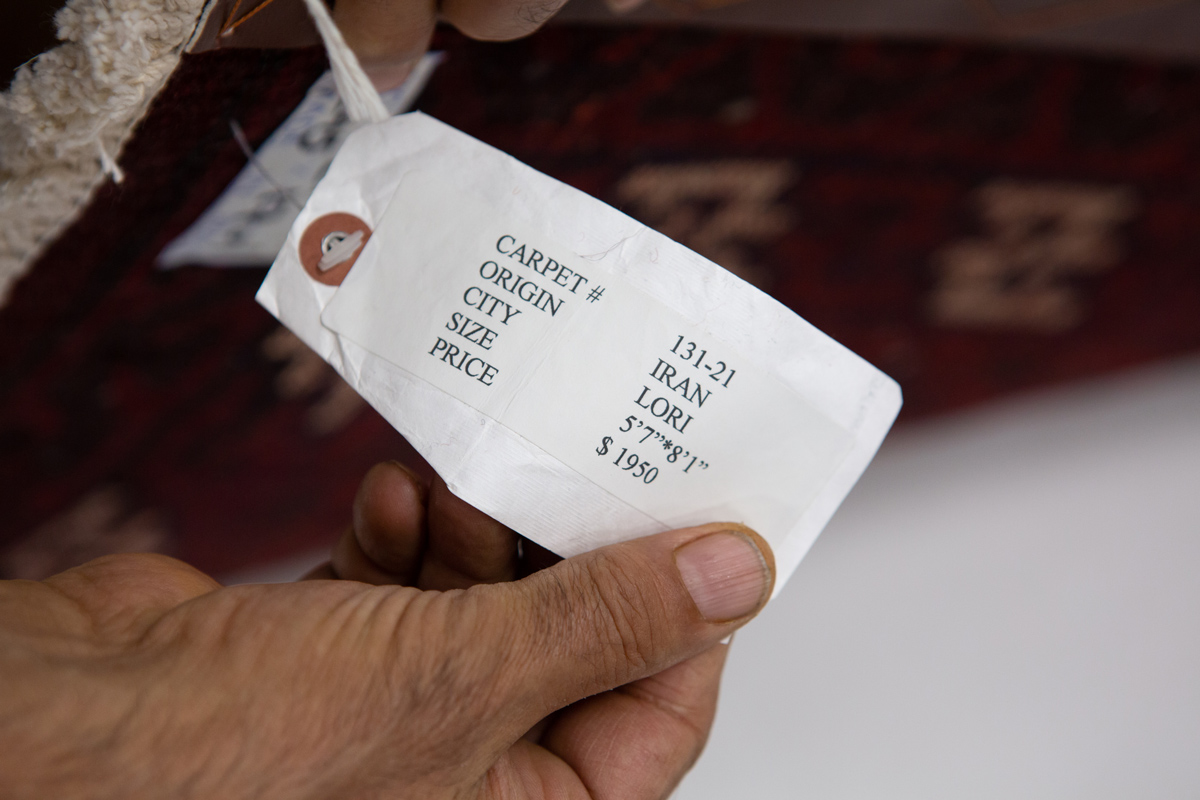 CARPET # 131-21
ORIGIN IRAN
CITY LORI
SIZE 5’7”*8’1”
PRICE $ 1950